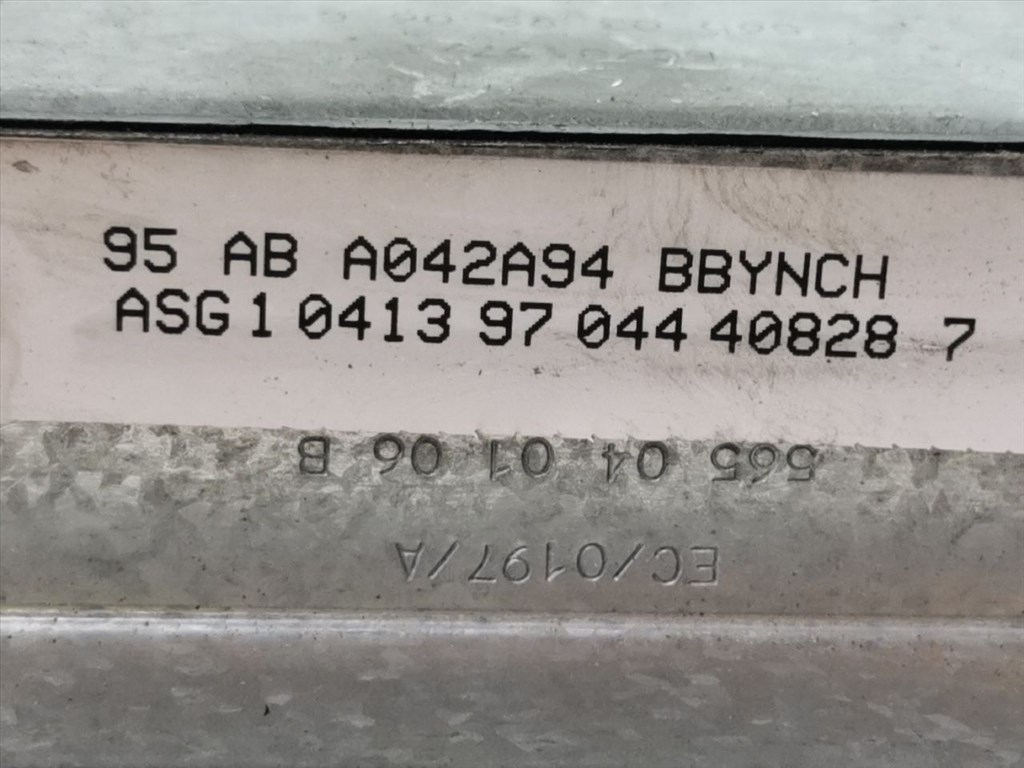 95 AB A042A94 BBYNCH
ASG 1 0413 97 044 40828 7
565 04 01 06 B
EC/0197/A